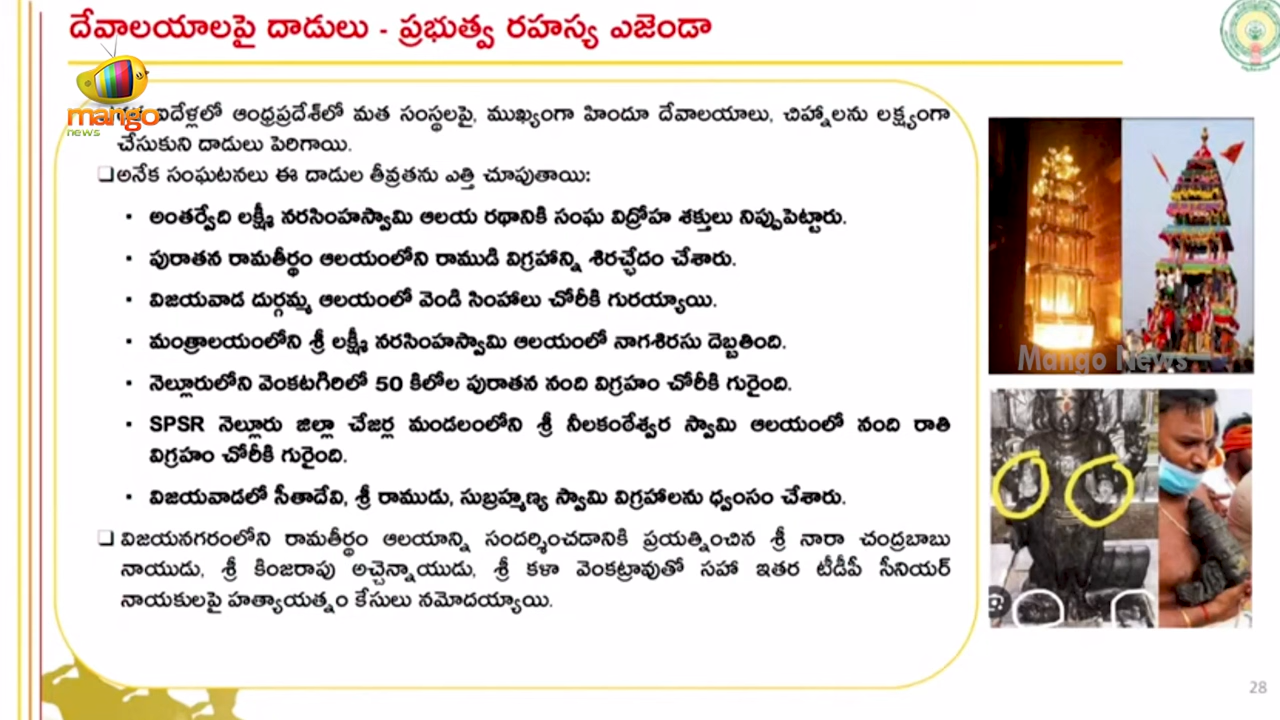 దేవాలయాలపై దాడులు - ప్రభుత్వ రహస్య ఎజెండా
mango
news
ఐదేళ్లలో ఆంధ్రప్రదేశ్‌లో మత సంస్థలపై, ముఖ్యంగా హిందూ దేవాలయాలు, చిహ్నాలను లక్ష్యంగా
చేసుకుని దాడులు పెరిగాయి.
❑అనేక సంఘటనలు ఈ దాడుల తీవ్రతను ఎత్తి చూపుతాయి:
• అంతర్వేది లక్ష్మీ నరసింహస్వామి ఆలయ రథానికి సంఘ విద్రోహ శక్తులు నిప్పుపెట్టారు.
• పురాతన రామతీర్థం ఆలయంలోని రాముడి విగ్రహాన్ని శిరచ్ఛేదం చేశారు.
• విజయవాడ దుర్గమ్మ ఆలయంలో వెండి సింహాలు చోరీకి గురయ్యాయి.
• మంత్రాలయంలోని శ్రీ లక్ష్మీ నరసింహస్వామి ఆలయంలో నాగశిరసు దెబ్బతింది.
• నెల్లూరులోని వెంకటగిరిలో 50 కిలోల పురాతన నంది విగ్రహం చోరీకి గురైంది.
• SPSR నెల్లూరు జిల్లా చేజర్ల మండలంలోని శ్రీ నీలకంఠేశ్వర స్వామి ఆలయంలో నంది రాతి
విగ్రహం చోరీకి గురైంది.
• విజయవాడలో సీతాదేవి, శ్రీ రాముడు, సుబ్రహ్మణ్య స్వామి విగ్రహాలను ధ్వంసం చేశారు.
❑ విజయనగరంలోని రామతీర్థం ఆలయాన్ని సందర్శించడానికి ప్రయత్నించిన శ్రీ నారా చంద్రబాబు
నాయుడు, శ్రీ కింజరాపు అచ్చెన్నాయుడు, శ్రీ కళా వెంకట్రావుతో సహా ఇతర టీడీపీ సీనియర్
నాయకులపై హత్యాయత్నం కేసులు నమోదయ్యాయి.
Mango News
28